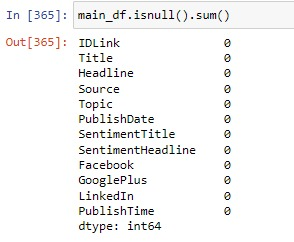 In [365]: main_df.isnull().sum()
Out[365]: IDLink 0
Title 0
Headline 0
Source 0
Topic 0
PublishDate 0
SentimentTitle 0
SentimentHeadline 0
Facebook 0
GooglePlus 0
LinkedIn 0
PublishTime 0
dtype: int64